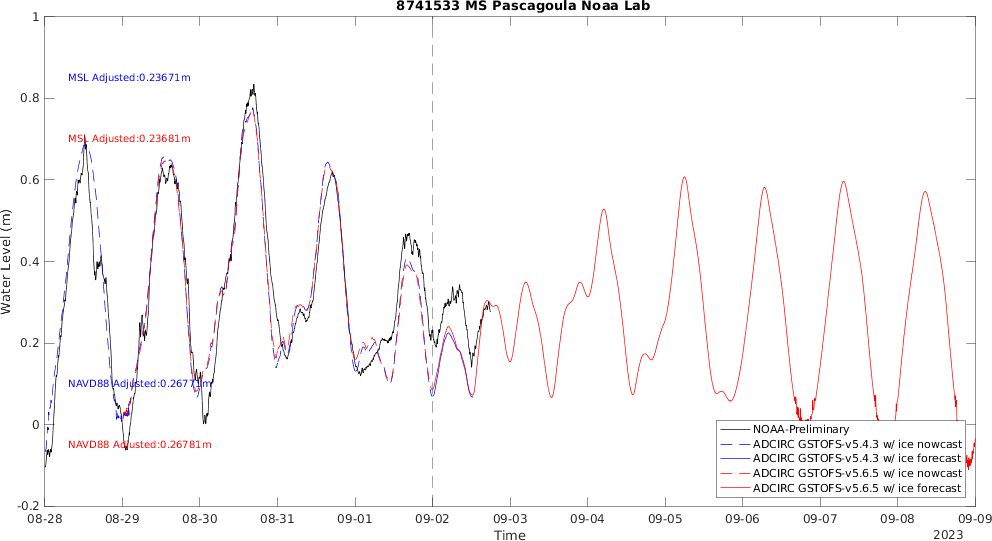 8741533 MS Pascagoula Noaa Lab
Water Level (m)
1
0.8
0.6
0.4
0.2
0
-0.2
MSL Adjusted:0.23671m
MSL Adjusted:0.23681m
NAVD88 Adjusted:0.26771m
NAVD88 Adjusted:0.26781m
NOAA-Preliminary
ADCIRC GSTOFS-v5.4.3 w/ ice nowcast
ADCIRC GSTOFS-v5.4.3 w/ ice forecast
ADCIRC GSTOFS-v5.6.5 w/ ice nowcast
ADCIRC GSTOFS-v5.6.5 w/ ice forecast
08-28 08-29 08-30 08-31 09-01 09-02 09-03 09-04 09-05 09-06 09-07 09-08 09-09
Time
2023